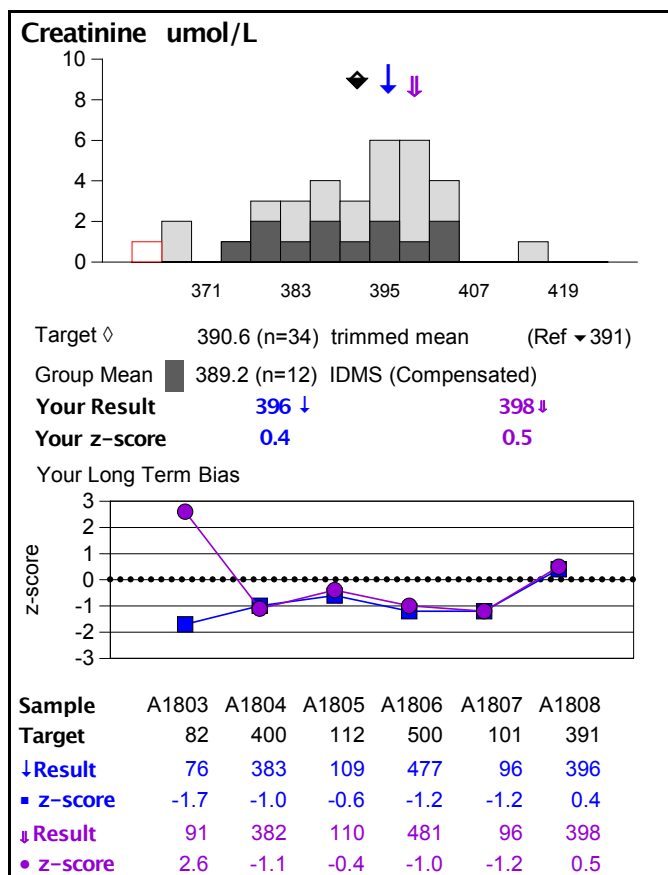 Creatinine umol/L
10
8
6
4
2
0
371 383 395 407 419
Target ◊ 390.6 (n=34) trimmed mean (Ref ▾391)
Group Mean 389.2 (n=12) IDMS (Compensated)
Your Result 396 ↓ 398⇓
Your z-score 0.4 0.5
Your Long Term Bias
z-score
3
2
1
0
-1
-2
-3
Sample A1803 A1804 A1805 A1806 A1807 A1808
Target 82 400 112 500 101 391
↓Result 76 383 109 477 96 396
▪ z-score -1.7 -1.0 -0.6 -1.2 -1.2 0.4
⇓Result 91 382 110 481 96 398
• z-score 2.6 -1.1 -0.4 -1.0 -1.2 0.5